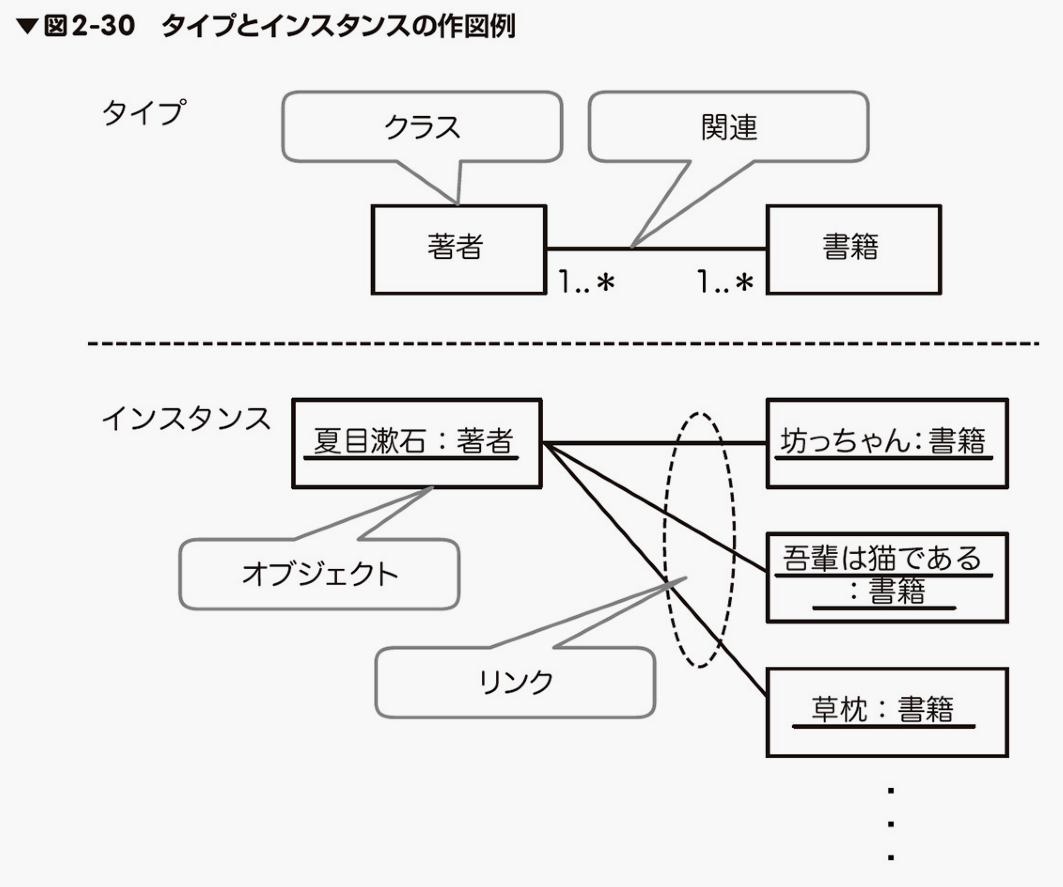 ▼図2-30 タイプとインスタンスの作図例
タイプ
クラス
関連
著者
書籍
1..*
1..*
インスタンス
夏目漱石：著者
坊っちゃん：書籍
オブジェクト
吾輩は猫である
：書籍
リンク
草枕：書籍